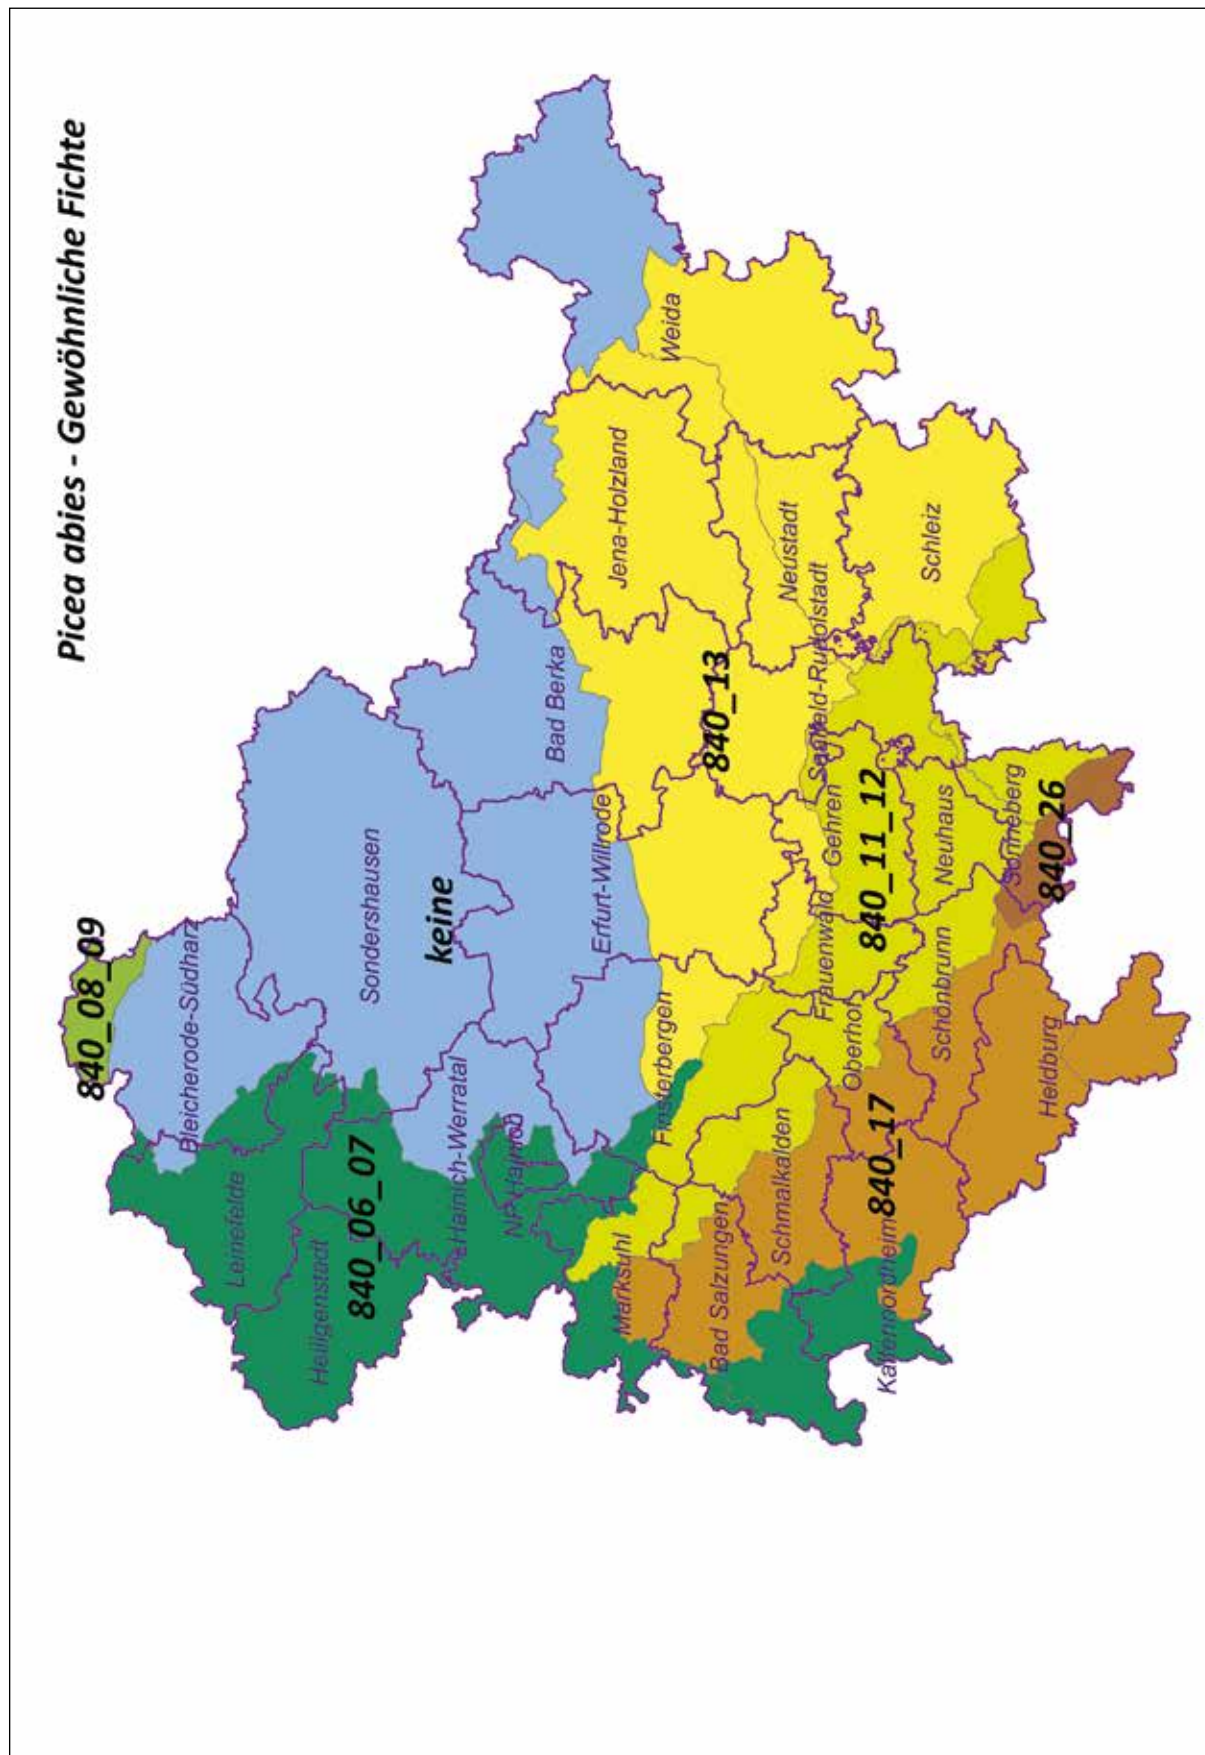 Picea abies - Gewöhnliche Fichte
840_08_09
Bleicherode-Südharz
Leinefelde
Heiligenstadt
840_06_07
Sondershausen
keine
Hainich-Werratal
NP Hainich
Bad Berka
Erfurt-Willrode
Jena-Holzland
Weida
Finsterbergen
Marksuhl
840_13
Bad Salzungen
Schmalkalden
Neustadt
Saalfeld-Rudolstadt
Gehren
Frauenwald
Oberhof
840_11_12
840_17
Kaltennordheim
Schleiz
Neuhaus
Schönbrunn
Sonneberg
840_26
Heldburg